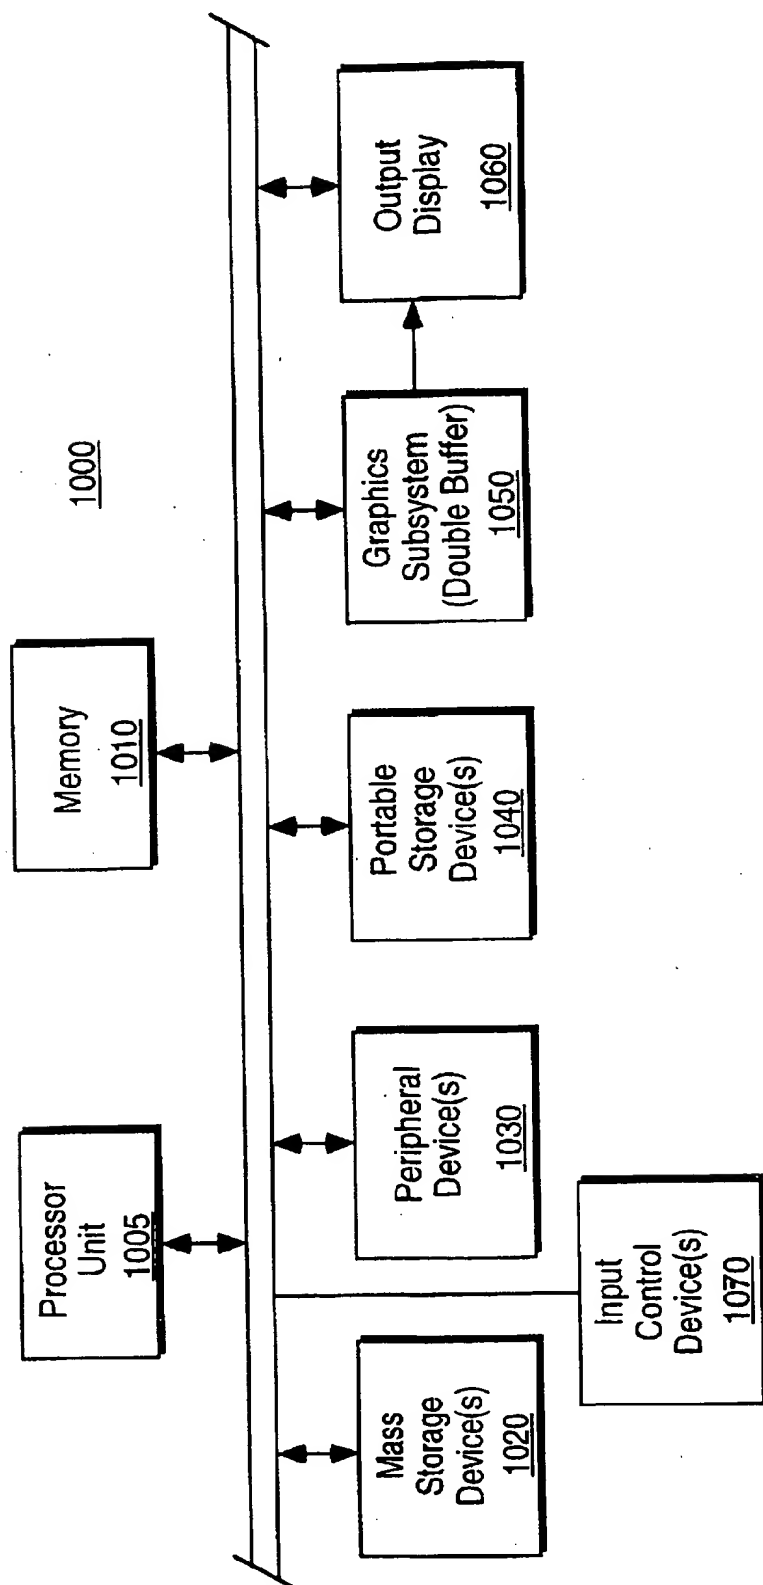 1000
Processor
Unit
1005
Memory
1010
Mass
Storage
Device(s)
1020
Peripheral
Device(s)
1030
Portable
Storage
Device(s)
1040
Graphics
Subsystem
(Double Buffer)
1050
Output
Display
1060
Input
Control
Device(s)
1070